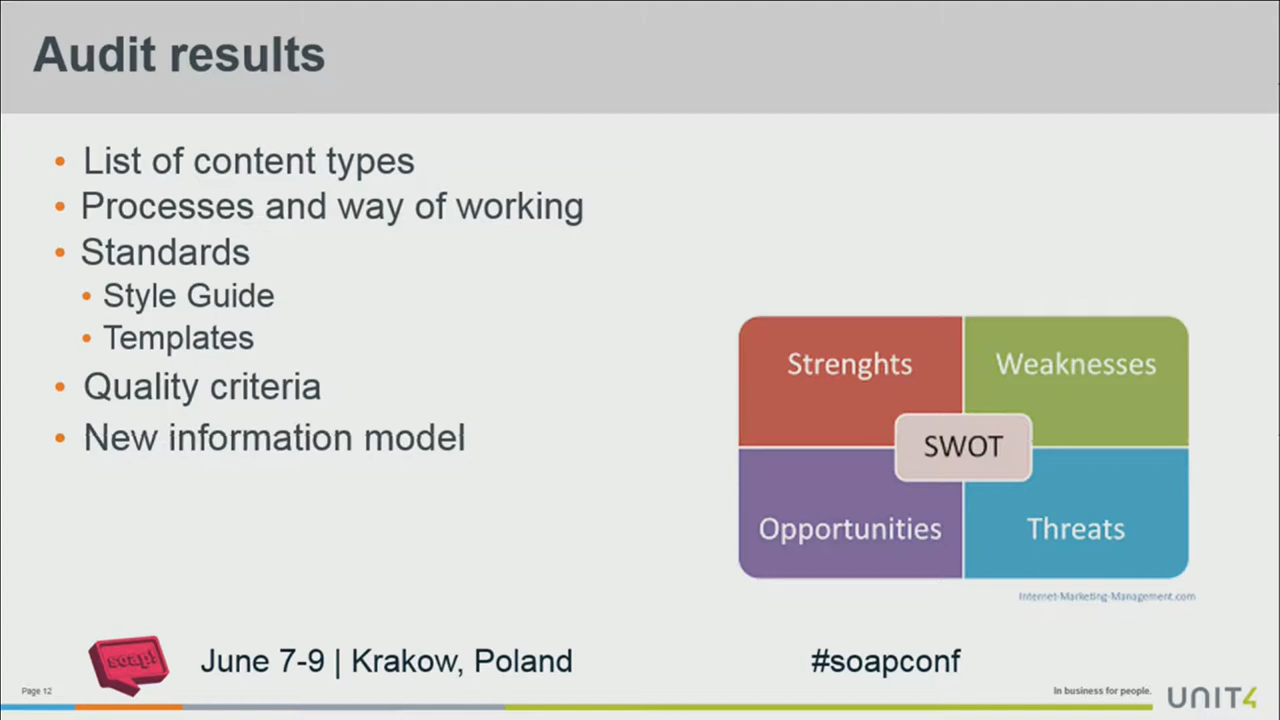 Audit results
• List of content types
• Processes and way of working
• Standards
• Style Guide
• Templates
• Quality criteria
• New information model
Strenghts
Weaknesses
SWOT
Opportunities
Threats
Internet-Marketing-Management.com
soap!
June 7-9 | Krakow, Poland
#soapconf
Page 12
In business for people.
UNIT4